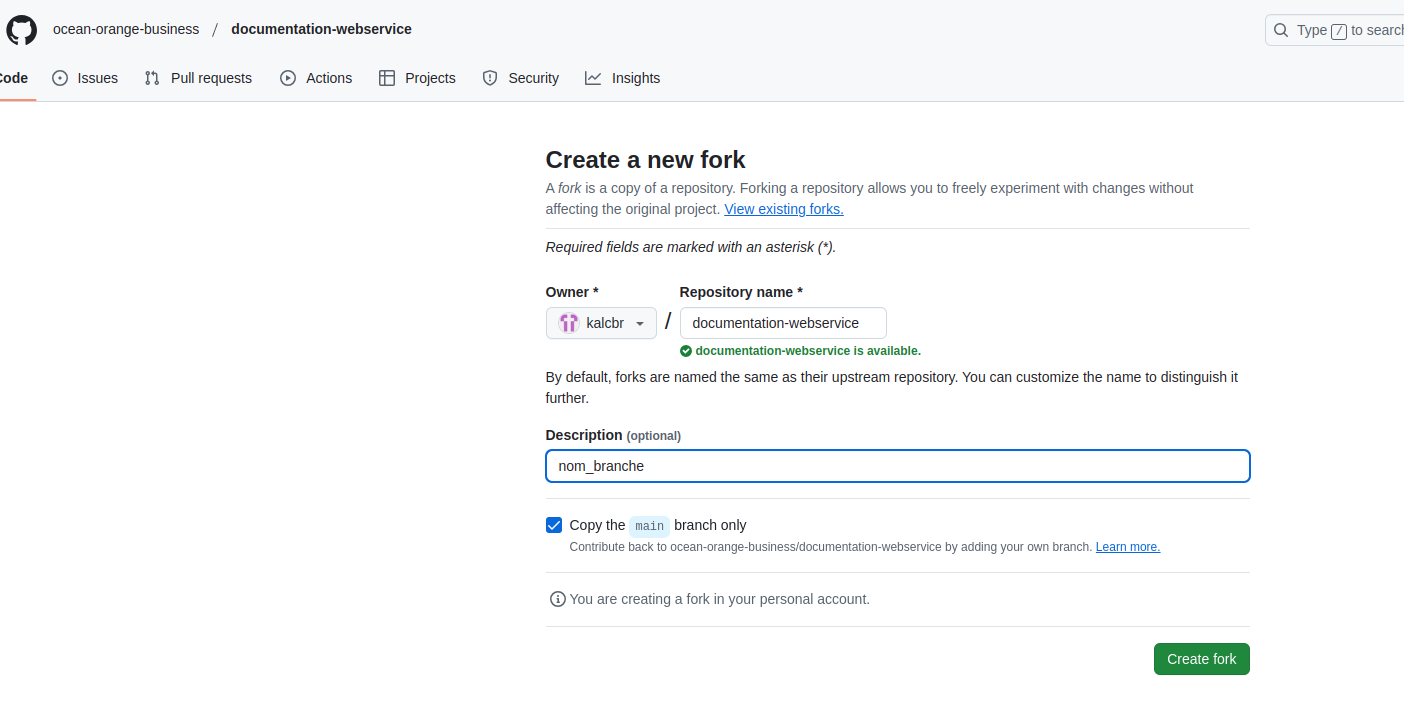 ocean-orange-business / documentation-webservice
Type / to search
Code Issues Pull requests Actions Projects Security Insights
Create a new fork
A fork is a copy of a repository. Forking a repository allows you to freely experiment with changes without
affecting the original project. View existing forks.
Required fields are marked with an asterisk (*).
Owner * Repository name *
kalcbr / documentation-webservice
documentation-webservice is available.
By default, forks are named the same as their upstream repository. You can customize the name to distinguish it
further.
Description (optional)
nom_branche
Copy the main branch only
Contribute back to ocean-orange-business/documentation-webservice by adding your own branch. Learn more.
You are creating a fork in your personal account.
Create fork